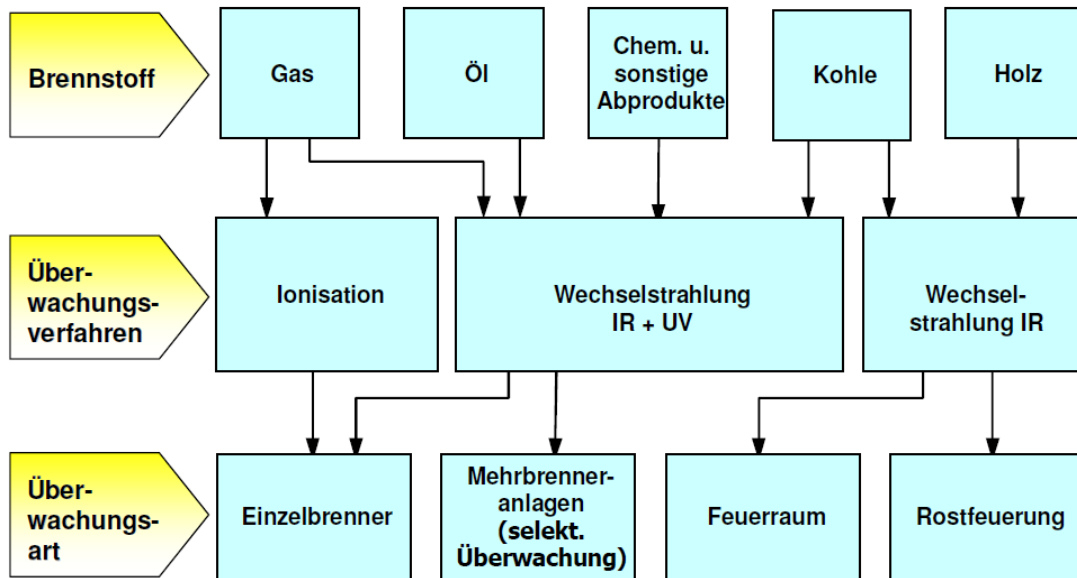 Brennstoff
Gas
Öl
Chem. u.
sonstige
Abprodukte
Kohle
Holz
Über-
wachungs-
verfahren
Ionisation
Wechselstrahlung
IR + UV
Wechsel-
strahlung IR
Über-
wachungs-
art
Einzelbrenner
Mehrbrenner-
anlagen
(selekt.
Überwachung)
Feuerraum
Rostfeuerung